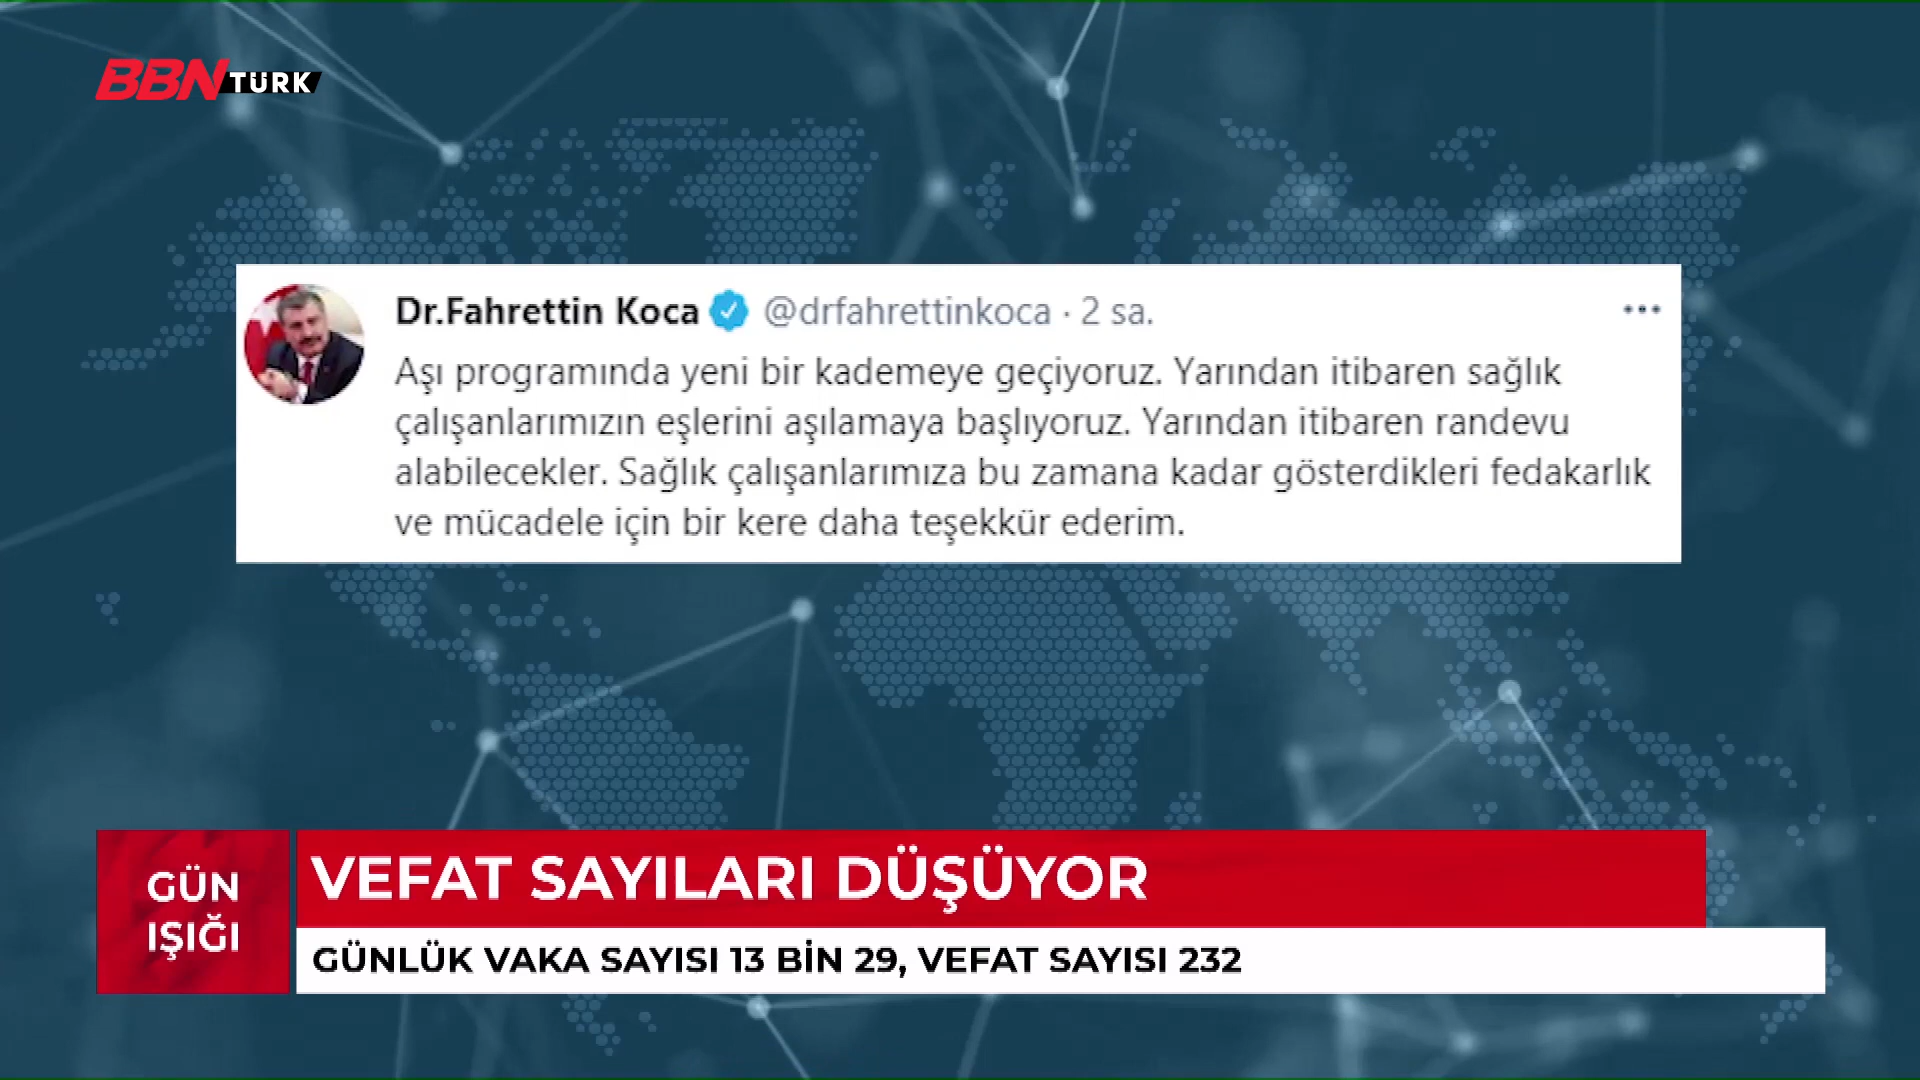 BBN TÜRK
Dr.Fahrettin Koca @drfahrettinkoca · 2 sa.
Aşı programında yeni bir kademeye geçiyoruz. Yarından itibaren sağlık
çalışanlarımızın eşlerini aşılamaya başlıyoruz. Yarından itibaren randevu
alabilecekler. Sağlık çalışanlarımıza bu zamana kadar gösterdikleri fedakarlık
ve mücadele için bir kere daha teşekkür ederim.
GÜN
IŞIĞI
VEFAT SAYILARI DÜŞÜYOR
GÜNLÜK VAKA SAYISI 13 BİN 29, VEFAT SAYISI 232